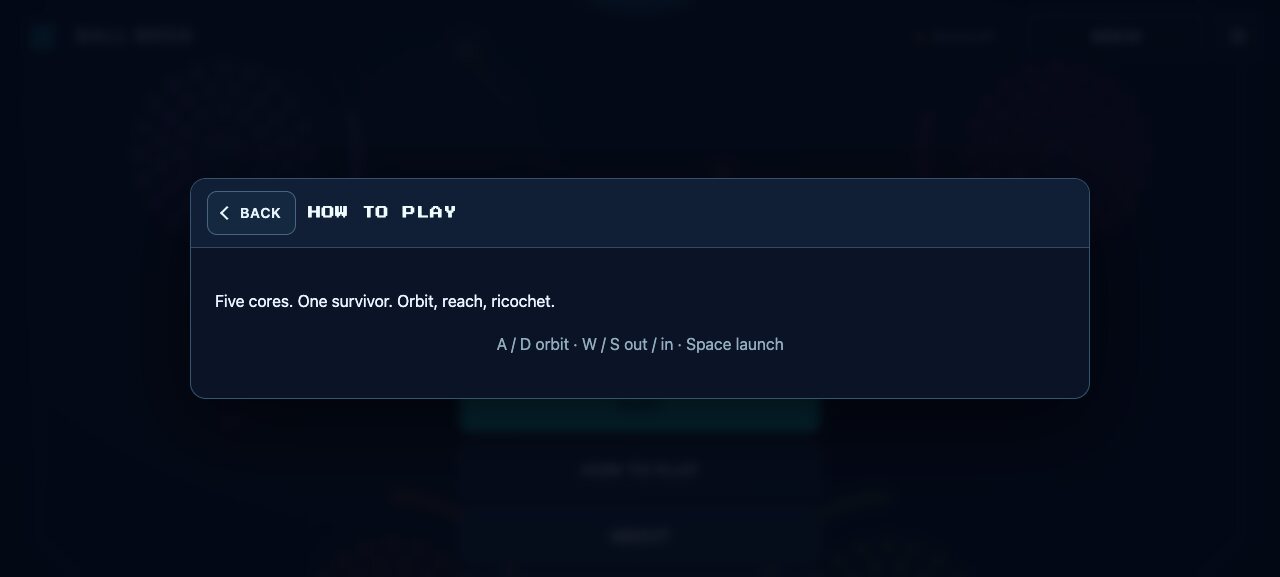 BACK
HOW TO PLAY
Five cores. One survivor. Orbit, reach, ricochet.
A / D orbit · W / S out / in · Space launch